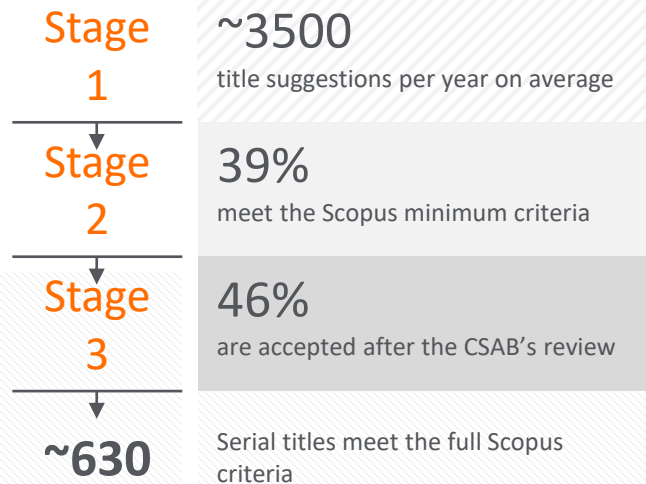 Stage
1
~3500
title suggestions per year on average
Stage
2
39%
meet the Scopus minimum criteria
Stage
3
46%
are accepted after the CSAB's review
~630
Serial titles meet the full Scopus
criteria